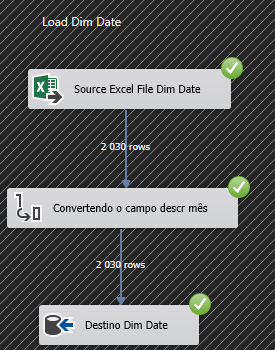 Load Dim Date
Source Excel File Dim Date
2 030 rows
Convertendo o campo descr mês
2 030 rows
Destino Dim Date